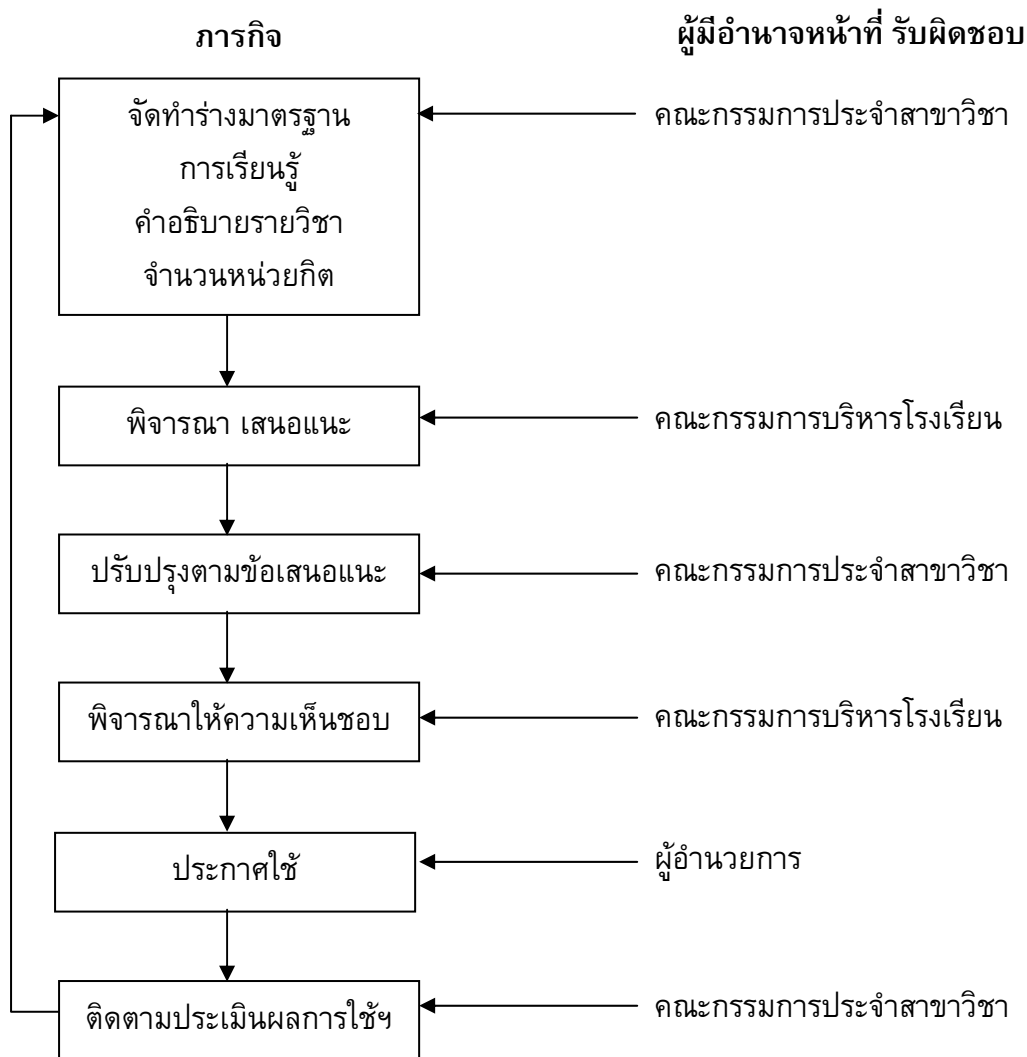 ภารกิจ
ผู้มีอำนาจหน้าที่ รับผิดชอบ
จัดทำร่างมาตรฐาน
การเรียนรู้
คำอธิบายรายวิชา
จำนวนหน่วยกิต
คณะกรรมการประจำสาขาวิชา
พิจารณา เสนอแนะ
คณะกรรมการบริหารโรงเรียน
ปรับปรุงตามข้อเสนอแนะ
คณะกรรมการประจำสาขาวิชา
พิจารณาให้ความเห็นชอบ
คณะกรรมการบริหารโรงเรียน
ประกาศใช้
ผู้อำนวยการ
ติดตามประเมินผลการใช้ฯ
คณะกรรมการประจำสาขาวิชา